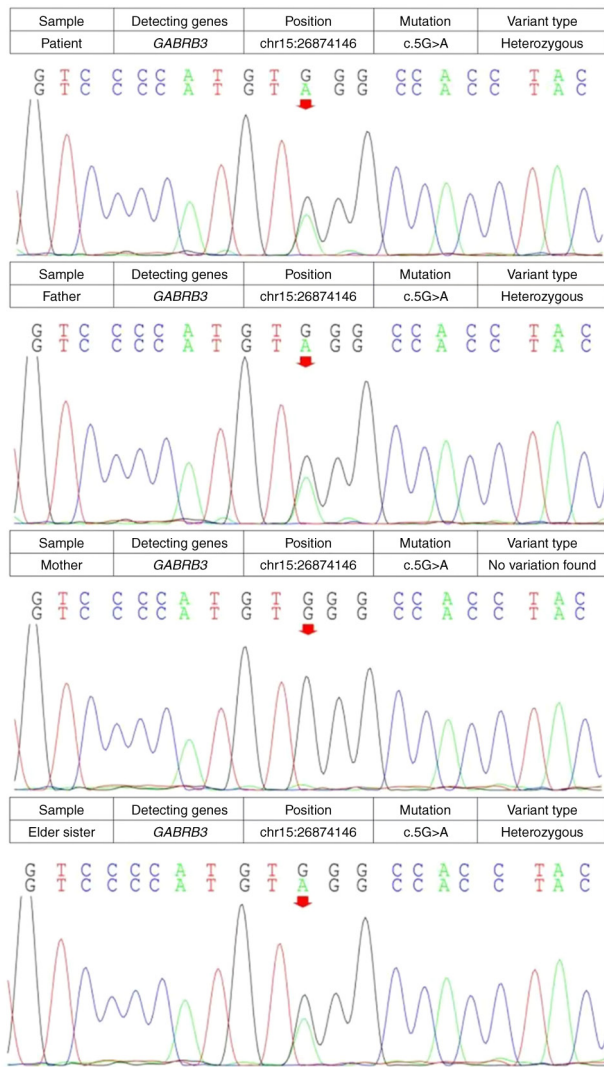 Sample Detecting genes Position Mutation Variant type
Patient GABRB3 chr15:26874146 c.5G>A Heterozygous
G T C C C C A T G T G G G C C A C C T A C
G T C C C C A T G T A G G C C A C C T A C
Sample Detecting genes Position Mutation Variant type
Father GABRB3 chr15:26874146 c.5G>A Heterozygous
G T C C C C A T G T G G G C C A C C T A C
G T C C C C A T G T A G G C C A C C T A C
Sample Detecting genes Position Mutation Variant type
Mother GABRB3 chr15:26874146 c.5G>A No variation found
G T C C C C A T G T G G G C C A C C T A C
G T C C C C A T G T G G G C C A C C T A C
Sample Detecting genes Position Mutation Variant type
Elder sister GABRB3 chr15:26874146 c.5G>A Heterozygous
G T C C C C A T G T G G G C C A C C T A C
G T C C C C A T G T A G G C C A C C T A C